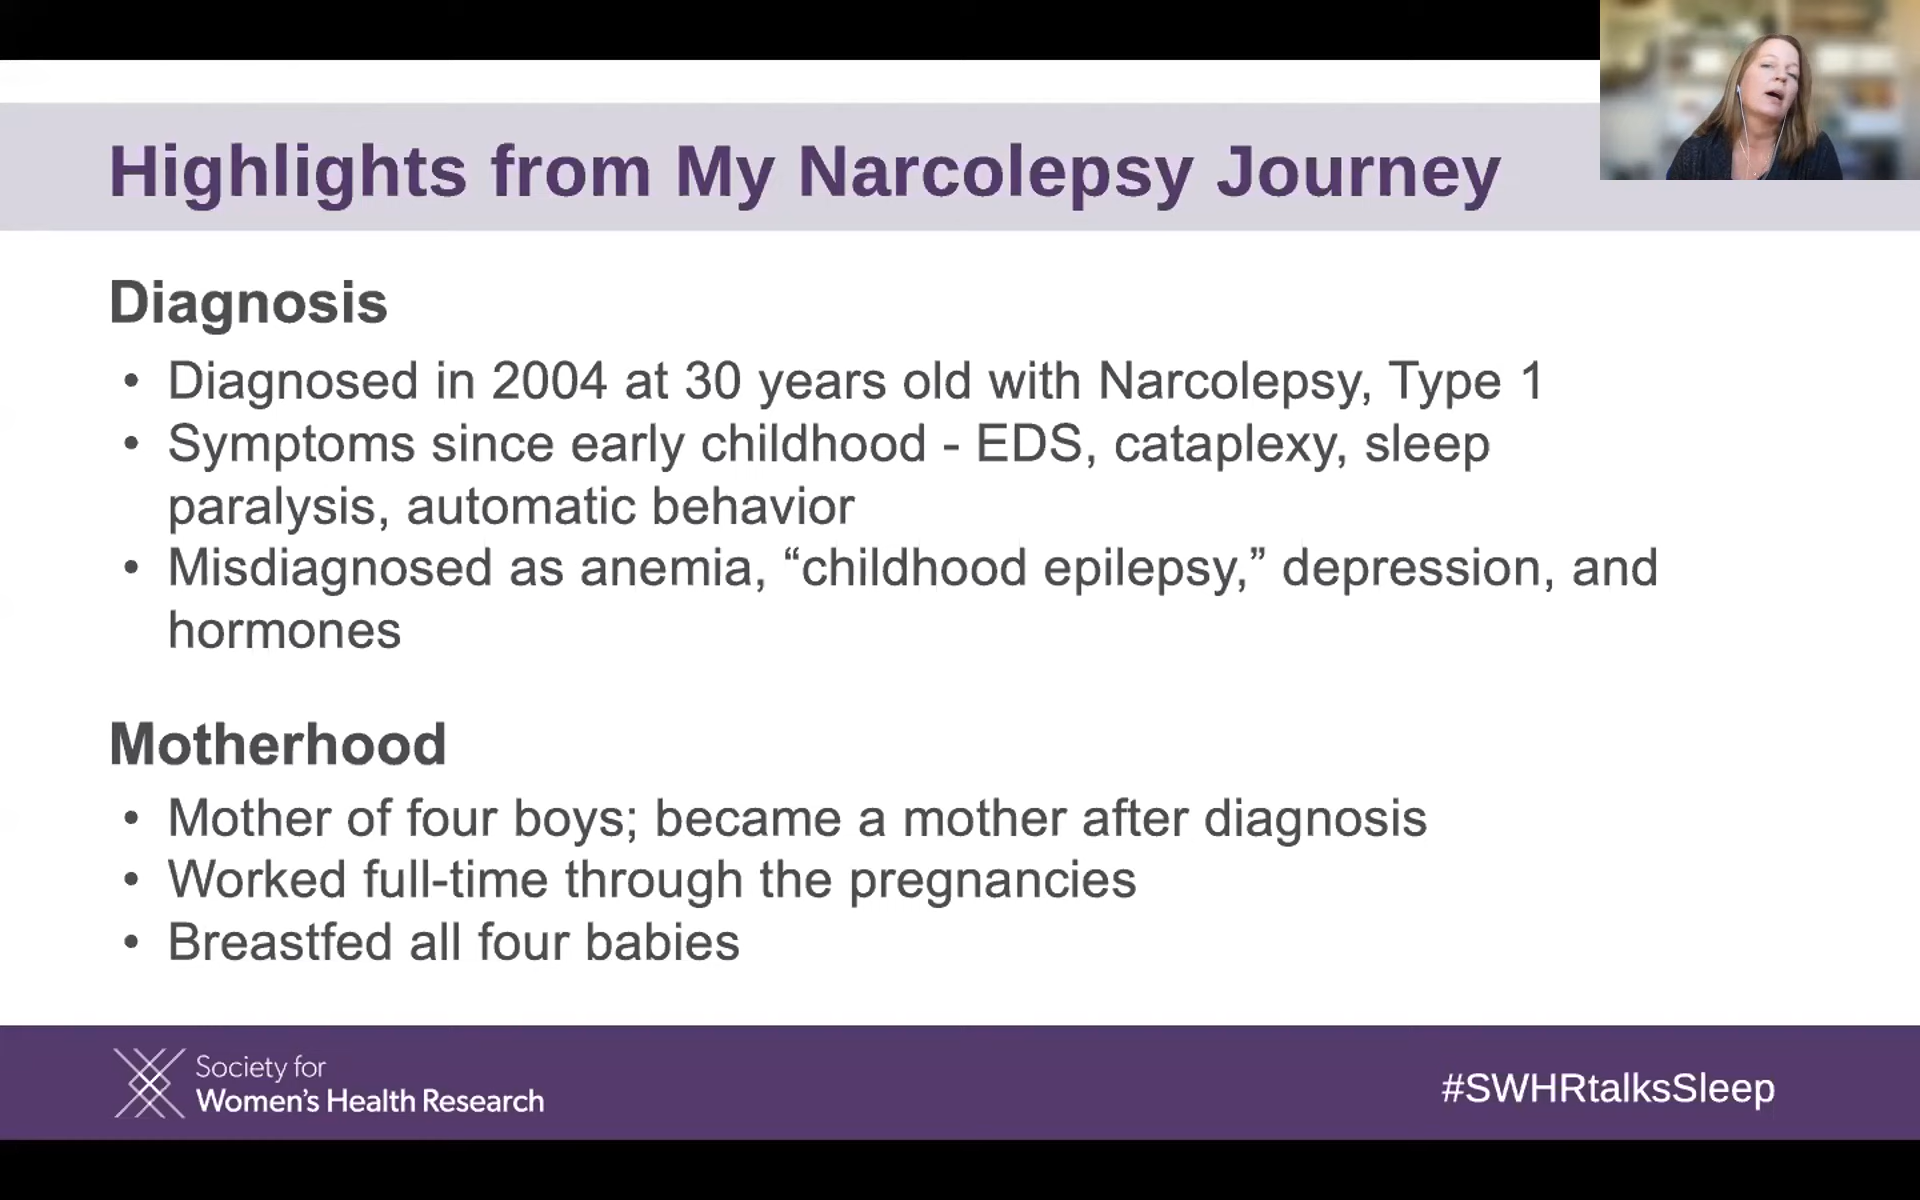 Highlights from My Narcolepsy Journey
Diagnosis
• Diagnosed in 2004 at 30 years old with Narcolepsy, Type 1
• Symptoms since early childhood - EDS, cataplexy, sleep
paralysis, automatic behavior
• Misdiagnosed as anemia, “childhood epilepsy,” depression, and
hormones
Motherhood
• Mother of four boys; became a mother after diagnosis
• Worked full-time through the pregnancies
• Breastfed all four babies
Society for
Women's Health Research
#SWHRtalksSleep